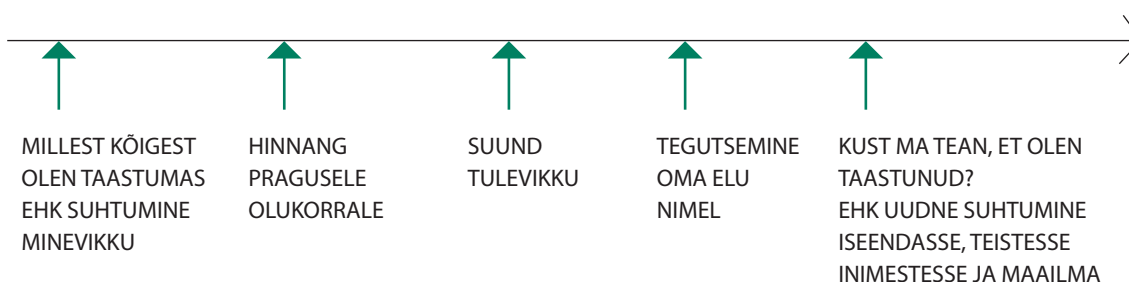 MILLEST KÕIGEST
OLEN TAASTUMAS
EHK SUHTUMINE
MINEVIKKU
HINNANG
PRAGUSELE
OLUKORRALE
SUUND
TULEVIKKU
TEGUTSEMINE
OMA ELU
NIMEL
KUST MA TEAN, ET OLEN
TAASTUNUD?
EHK UUDNE SUHTUMINE
ISEENDASSE, TEISTESSE
INIMESTESSE JA MAAILMA